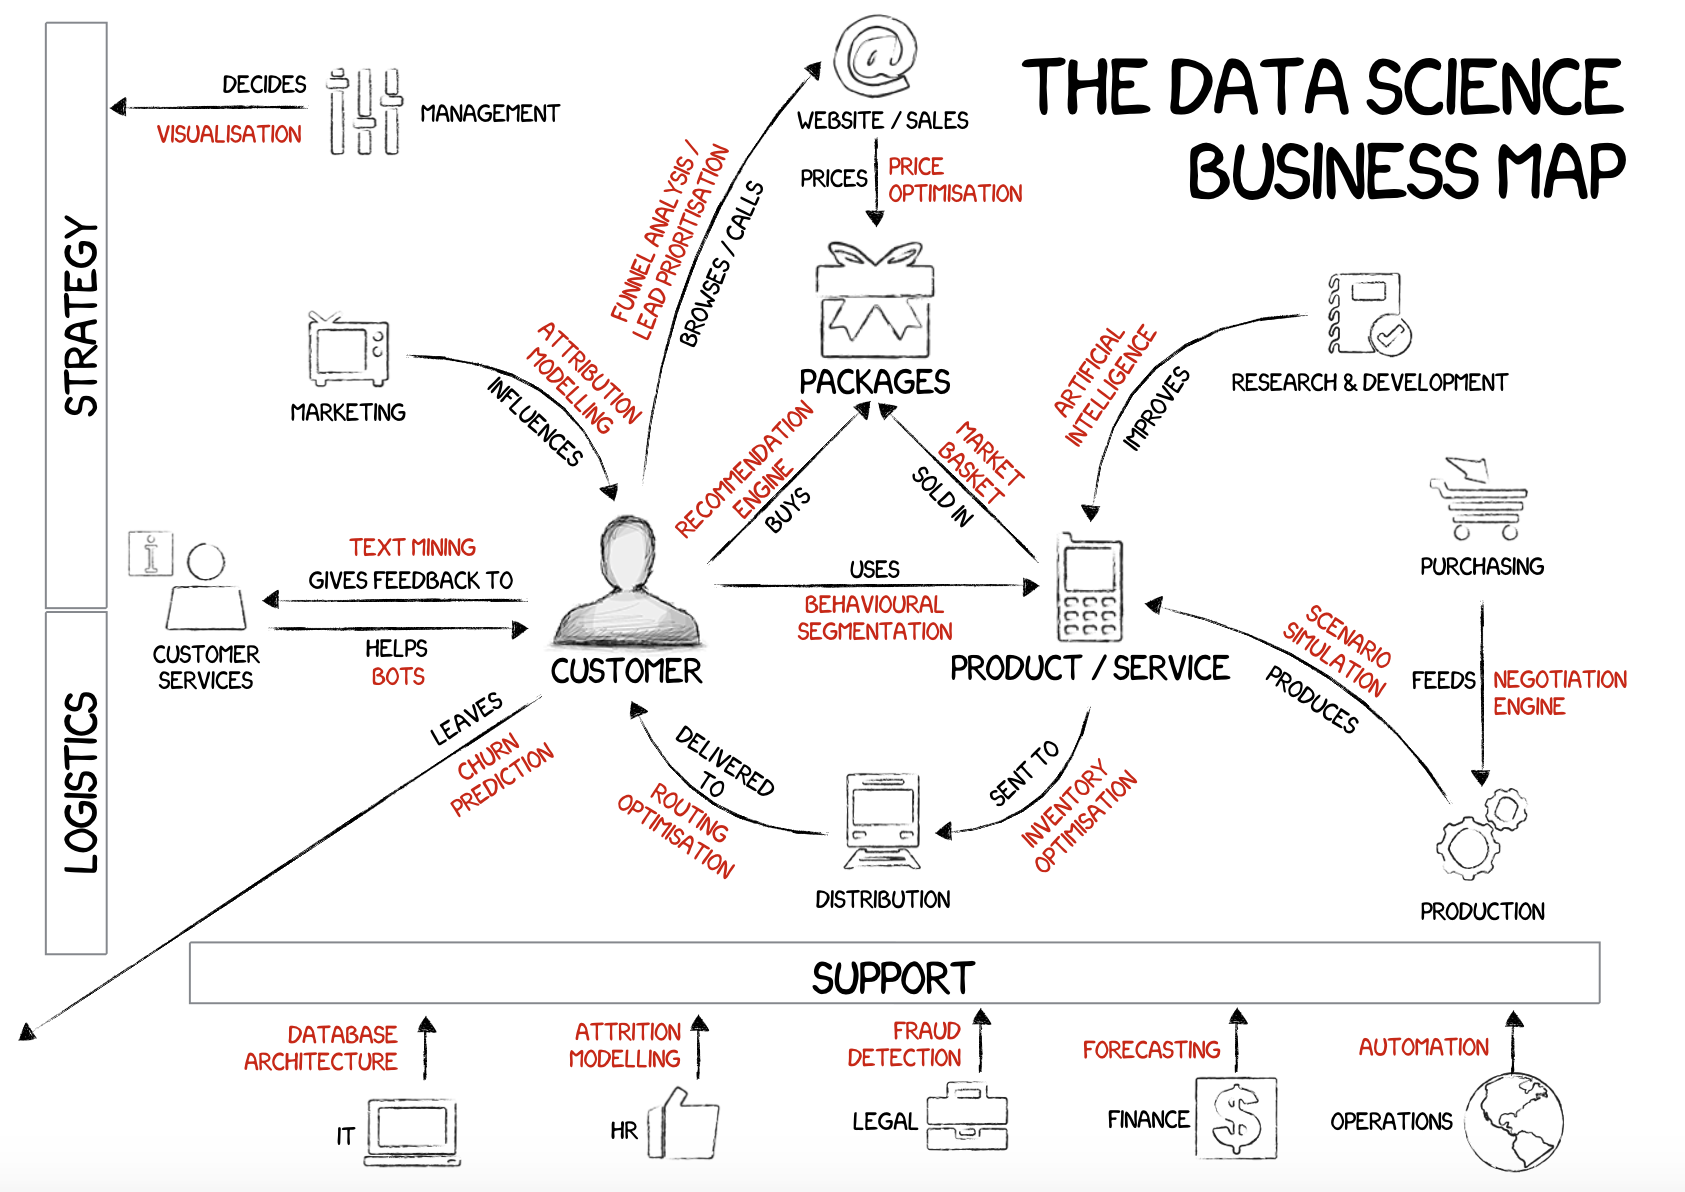 THE DATA SCIENCE
BUSINESS MAP
STRATEGY
LOGISTICS
DECIDES
VISUALISATION
MANAGEMENT
@
WEBSITE / SALES
PRICES
PRICE
OPTIMISATION
FUNNEL ANALYSIS /
LEAD PRIORITISATION
BROWSES / CALLS
PACKAGES
MARKETING
ATTRIBUTION
MODELLING
INFLUENCES
RECOMMENDATION
ENGINE
BUYS
MARKET
BASKET
SOLD IN
ARTIFICIAL
INTELLIGENCE
IMPROVES
RESEARCH & DEVELOPMENT
PURCHASING
i
TEXT MINING
GIVES FEEDBACK TO
HELPS
BOTS
CUSTOMER
SERVICES
CUSTOMER
USES
BEHAVIOURAL
SEGMENTATION
PRODUCT / SERVICE
SCENARIO
SIMULATION
PRODUCES
FEEDS
NEGOTIATION
ENGINE
LEAVES
CHURN
PREDICTION
DELIVERED
TO
ROUTING
OPTIMISATION
SENT TO
INVENTORY
OPTIMISATION
DISTRIBUTION
PRODUCTION
SUPPORT
DATABASE
ARCHITECTURE
IT
ATTRITION
MODELLING
HR
FRAUD
DETECTION
LEGAL
FORECASTING
FINANCE
$
AUTOMATION
OPERATIONS